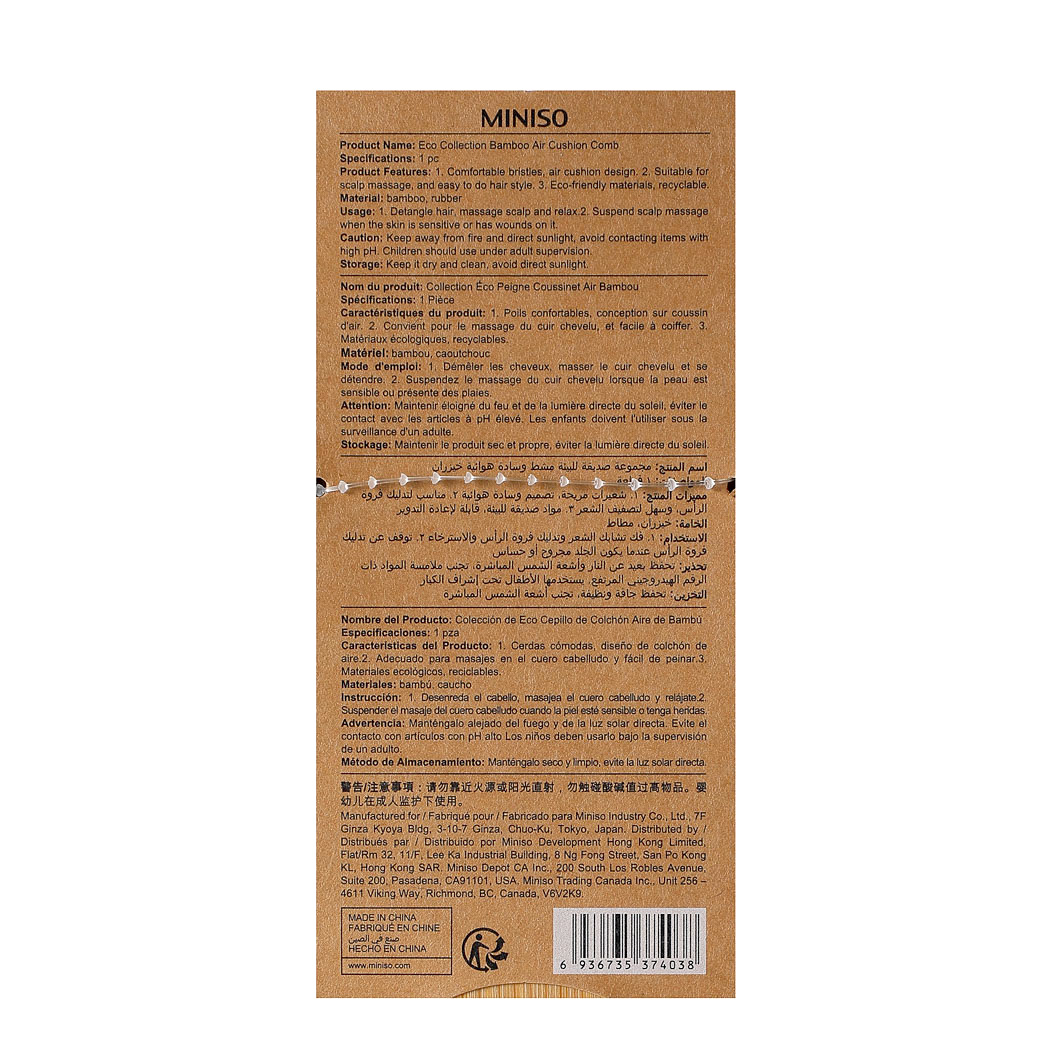 MINISO
Product Name: Eco Collection Bamboo Air Cushion Comb
Specifications: 1 pc
Product Features: 1. Comfortable bristles, air cushion design. 2. Suitable for
scalp massage, and easy to do hair style. 3. Eco-friendly materials, recyclable.
Material: bamboo, rubber
Usage: 1. Detangle hair, massage scalp and relax.2. Suspend scalp massage
when the skin is sensitive or has wounds on it.
Caution: Keep away from fire and direct sunlight, avoid contacting items with
high pH. Children should use under adult supervision.
Storage: Keep it dry and clean, avoid direct sunlight.
Nom du produit: Collection Éco Peigne Coussinet Air Bambou
Spécifications: 1 Pièce
Caractéristiques du produit: 1. Poils confortables, conception sur coussin
d'air. 2. Convient pour le massage du cuir chevelu, et facile à coiffer. 3.
Matériaux écologiques, recyclables.
Matériel: bambou, caoutchouc
Mode d'emploi: 1. Démêler les cheveux, masser le cuir chevelu et se
détendre. 2. Suspendez le massage du cuir chevelu lorsque la peau est
sensible ou présente des plaies.
Attention: Maintenir éloigné du feu et de la lumière directe du soleil, éviter le
contact avec les articles à pH élevé. Les enfants doivent l'utiliser sous la
surveillance d'un adulte.
Stockage: Maintenir le produit sec et propre, éviter la lumière directe du soleil.
اسم المنتج: مجموعة صديقة للبيئة مشط وسادة هوائية خيزران
مميزات المنتج: ١. شعيرات مريحة، تصميم وسادة هوائية ٢. مناسب لتدليك فروة
الرأس، وسهل لتصفيف الشعر ٣. مواد صديقة للبيئة، قابلة لإعادة التدوير
الخامة: خيزران، مطاط
الاستخدام: ١. فك تشابك الشعر وتدليك فروة الرأس والاسترخاء ٢. توقف عن تدليك
فروة الرأس عندما يكون الجلد مجروح أو حساس
تحذير: تحفظ بعيد عن النار وأشعة الشمس المباشرة، تجنب ملامسة المواد ذات
الرقم الهيدروجيني المرتفع. يستخدمها الأطفال تحت إشراف الكبار
التخزين: تحفظ جافة ونظيفة، تجنب أشعة الشمس المباشرة
Nombre del Producto: Colección de Eco Cepillo de Colchón Aire de Bambú
Especificaciones: 1 pza
Características del Producto: 1. Cerdas cómodas, diseño de colchón de
aire.2. Adecuado para masajes en el cuero cabelludo y fácil de peinar.3.
Materiales ecológicos, reciclables.
Materiales: bambú, caucho
Instrucción: 1. Desenreda el cabello, masajea el cuero cabelludo y relájate.2.
Suspender el masaje del cuero cabelludo cuando la piel esté sensible o tenga heridas.
Advertencia: Manténgalo alejado del fuego y de la luz solar directa. Evite el
contacto con artículos con pH alto Los niños deben usarlo bajo la supervisión
de un adulto.
Método de Almacenamiento: Manténgalo seco y limpio, evite la luz solar directa.
警告/注意事項：请勿靠近火源或阳光直射，勿触碰酸碱值过高物品。婴
幼儿在成人监护下使用。
Manufactured for / Fabriqué pour / Fabricado para Miniso Industry Co., Ltd., 7F
Ginza Kyoya Bldg, 3-10-7 Ginza, Chuo-Ku, Tokyo, Japan. Distributed by /
Distribués par / Distribuido por Miniso Development Hong Kong Limited,
Flat/Rm 32, 11/F, Lee Ka Industrial Building, 8 Ng Fong Street, San Po Kong
KL, Hong Kong SAR. Miniso Depot CA Inc., 200 South Los Robles Avenue,
Suite 200, Pasadena, CA91101, USA. Miniso Trading Canada Inc., Unit 256 –
4611 Viking Way, Richmond, BC, Canada, V6V2K9.
MADE IN CHINA
FABRIQUÉ EN CHINE
صنع في الصين
HECHO EN CHINA
www.miniso.com
6 936735 374038